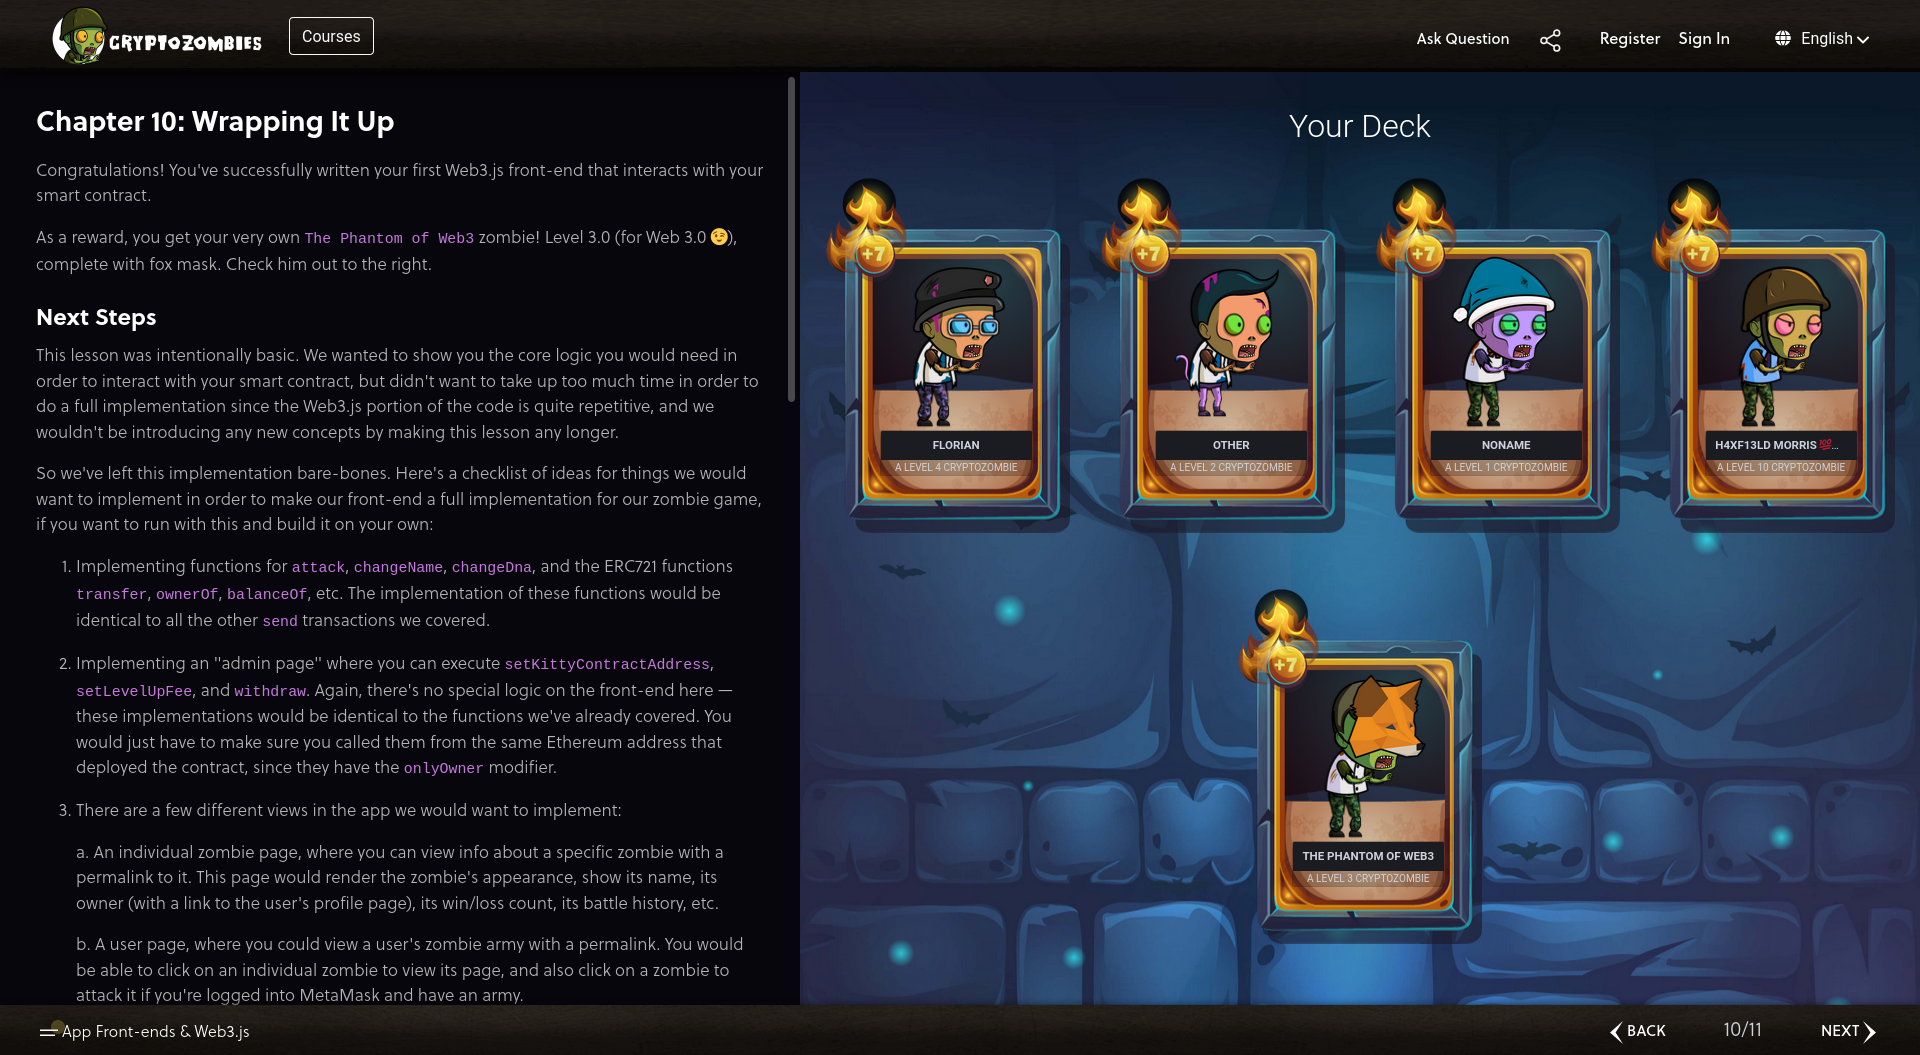 CRYPTOZOMBIES
Courses
Ask Question
Register
Sign In
English
Chapter 10: Wrapping It Up
Congratulations! You've successfully written your first Web3.js front-end that interacts with your
smart contract.
As a reward, you get your very own The Phantom of Web3 zombie! Level 3.0 (for Web 3.0 😉),
complete with fox mask. Check him out to the right.
Next Steps
This lesson was intentionally basic. We wanted to show you the core logic you would need in
order to interact with your smart contract, but didn't want to take up too much time in order to
do a full implementation since the Web3.js portion of the code is quite repetitive, and we
wouldn't be introducing any new concepts by making this lesson any longer.
So we've left this implementation bare-bones. Here's a checklist of ideas for things we would
want to implement in order to make our front-end a full implementation for our zombie game,
if you want to run with this and build it on your own:
1. Implementing functions for attack, changeName, changeDna, and the ERC721 functions
transfer, ownerOf, balanceOf, etc. The implementation of these functions would be
identical to all the other send transactions we covered.
2. Implementing an "admin page" where you can execute setKittyContractAddress,
setLevelUpFee, and withdraw. Again, there's no special logic on the front-end here —
these implementations would be identical to the functions we've already covered. You
would just have to make sure you called them from the same Ethereum address that
deployed the contract, since they have the onlyOwner modifier.
3. There are a few different views in the app we would want to implement:
a. An individual zombie page, where you can view info about a specific zombie with a
permalink to it. This page would render the zombie's appearance, show its name, its
owner (with a link to the user's profile page), its win/loss count, its battle history, etc.
b. A user page, where you could view a user's zombie army with a permalink. You would
be able to click on an individual zombie to view its page, and also click on a zombie to
attack it if you're logged into MetaMask and have an army.
Your Deck
+7
FLORIAN
A LEVEL 4 CRYPTOZOMBIE
+7
OTHER
A LEVEL 2 CRYPTOZOMBIE
+7
NONAME
A LEVEL 1 CRYPTOZOMBIE
+7
H4XF13LD MORRIS 💯...
A LEVEL 10 CRYPTOZOMBIE
+7
THE PHANTOM OF WEB3
A LEVEL 3 CRYPTOZOMBIE
App Front-ends & Web3.js
BACK
10/11
NEXT